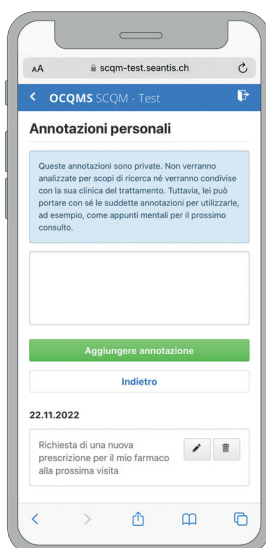 AA scqm-test.seantis.ch
OCQMS SCQM - Test
Annotazioni personali
Queste annotazioni sono private. Non verranno
analizzate per scopi di ricerca né verranno condivise
con la sua clinica del trattamento. Tuttavia, lei può
portare con sé le suddette annotazioni per utilizzarle,
ad esempio, come appunti mentali per il prossimo
consulto.
Aggiungere annotazione
Indietro
22.11.2022
Richiesta di una nuova
prescrizione per il mio farmaco
alla prossima visita